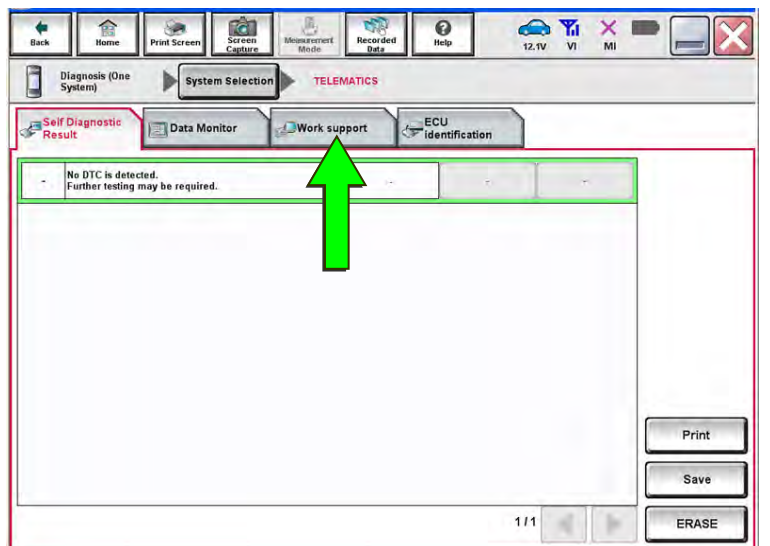 Back
Home
Print Screen
Screen
Capture
Measurement
Mode
Recorded
Data
Help
12.1V
VI
MI
Diagnosis (One
System)
System Selection
TELEMATICS
Self Diagnostic
Result
Data Monitor
Work support
ECU
identification
- No DTC is detected.
Further testing may be required.
- - -
Print
Save
1/1
ERASE